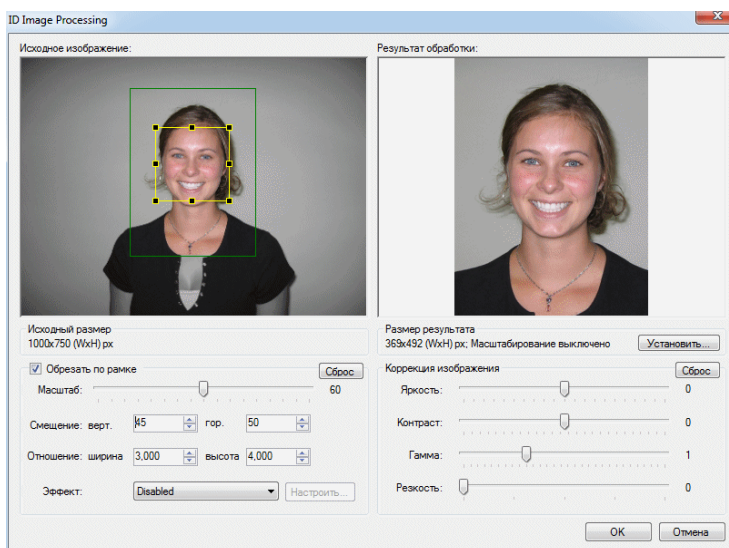 ID Image Processing
Исходное изображение:
Результат обработки:
Исходный размер
1000x750 (WxH) px
Размер результата
369x492 (WxH) px; Масштабирование выключено
Установить...
Обрезать по рамке
Сброс
Масштаб:
60
Смещение: верт.
45
гор.
50
Отношение: ширина
3,000
высота
4,000
Эффект:
Disabled
Настроить...
Коррекция изображения
Сброс
Яркость:
0
Контраст:
0
Гамма:
1
Резкость:
0
OK
Отмена